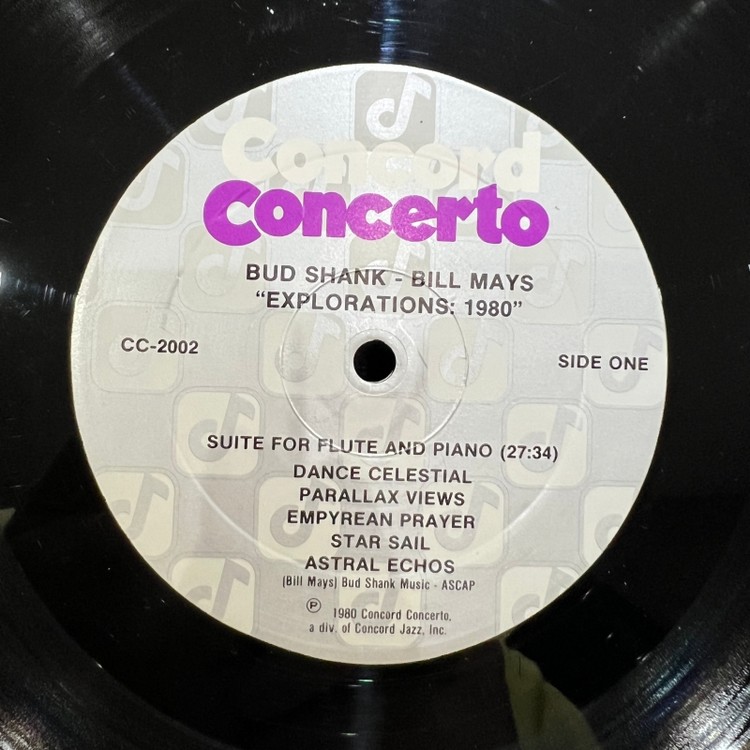 Concord
Concerto
BUD SHANK - BILL MAYS
"EXPLORATIONS: 1980"
CC-2002
SIDE ONE
SUITE FOR FLUTE AND PIANO (27:34)
DANCE CELESTIAL
PARALLAX VIEWS
EMPYREAN PRAYER
STAR SAIL
ASTRAL ECHOS
(Bill Mays) Bud Shank Music - ASCAP
℗ 1980 Concord Concerto,
a div. of Concord Jazz, Inc.